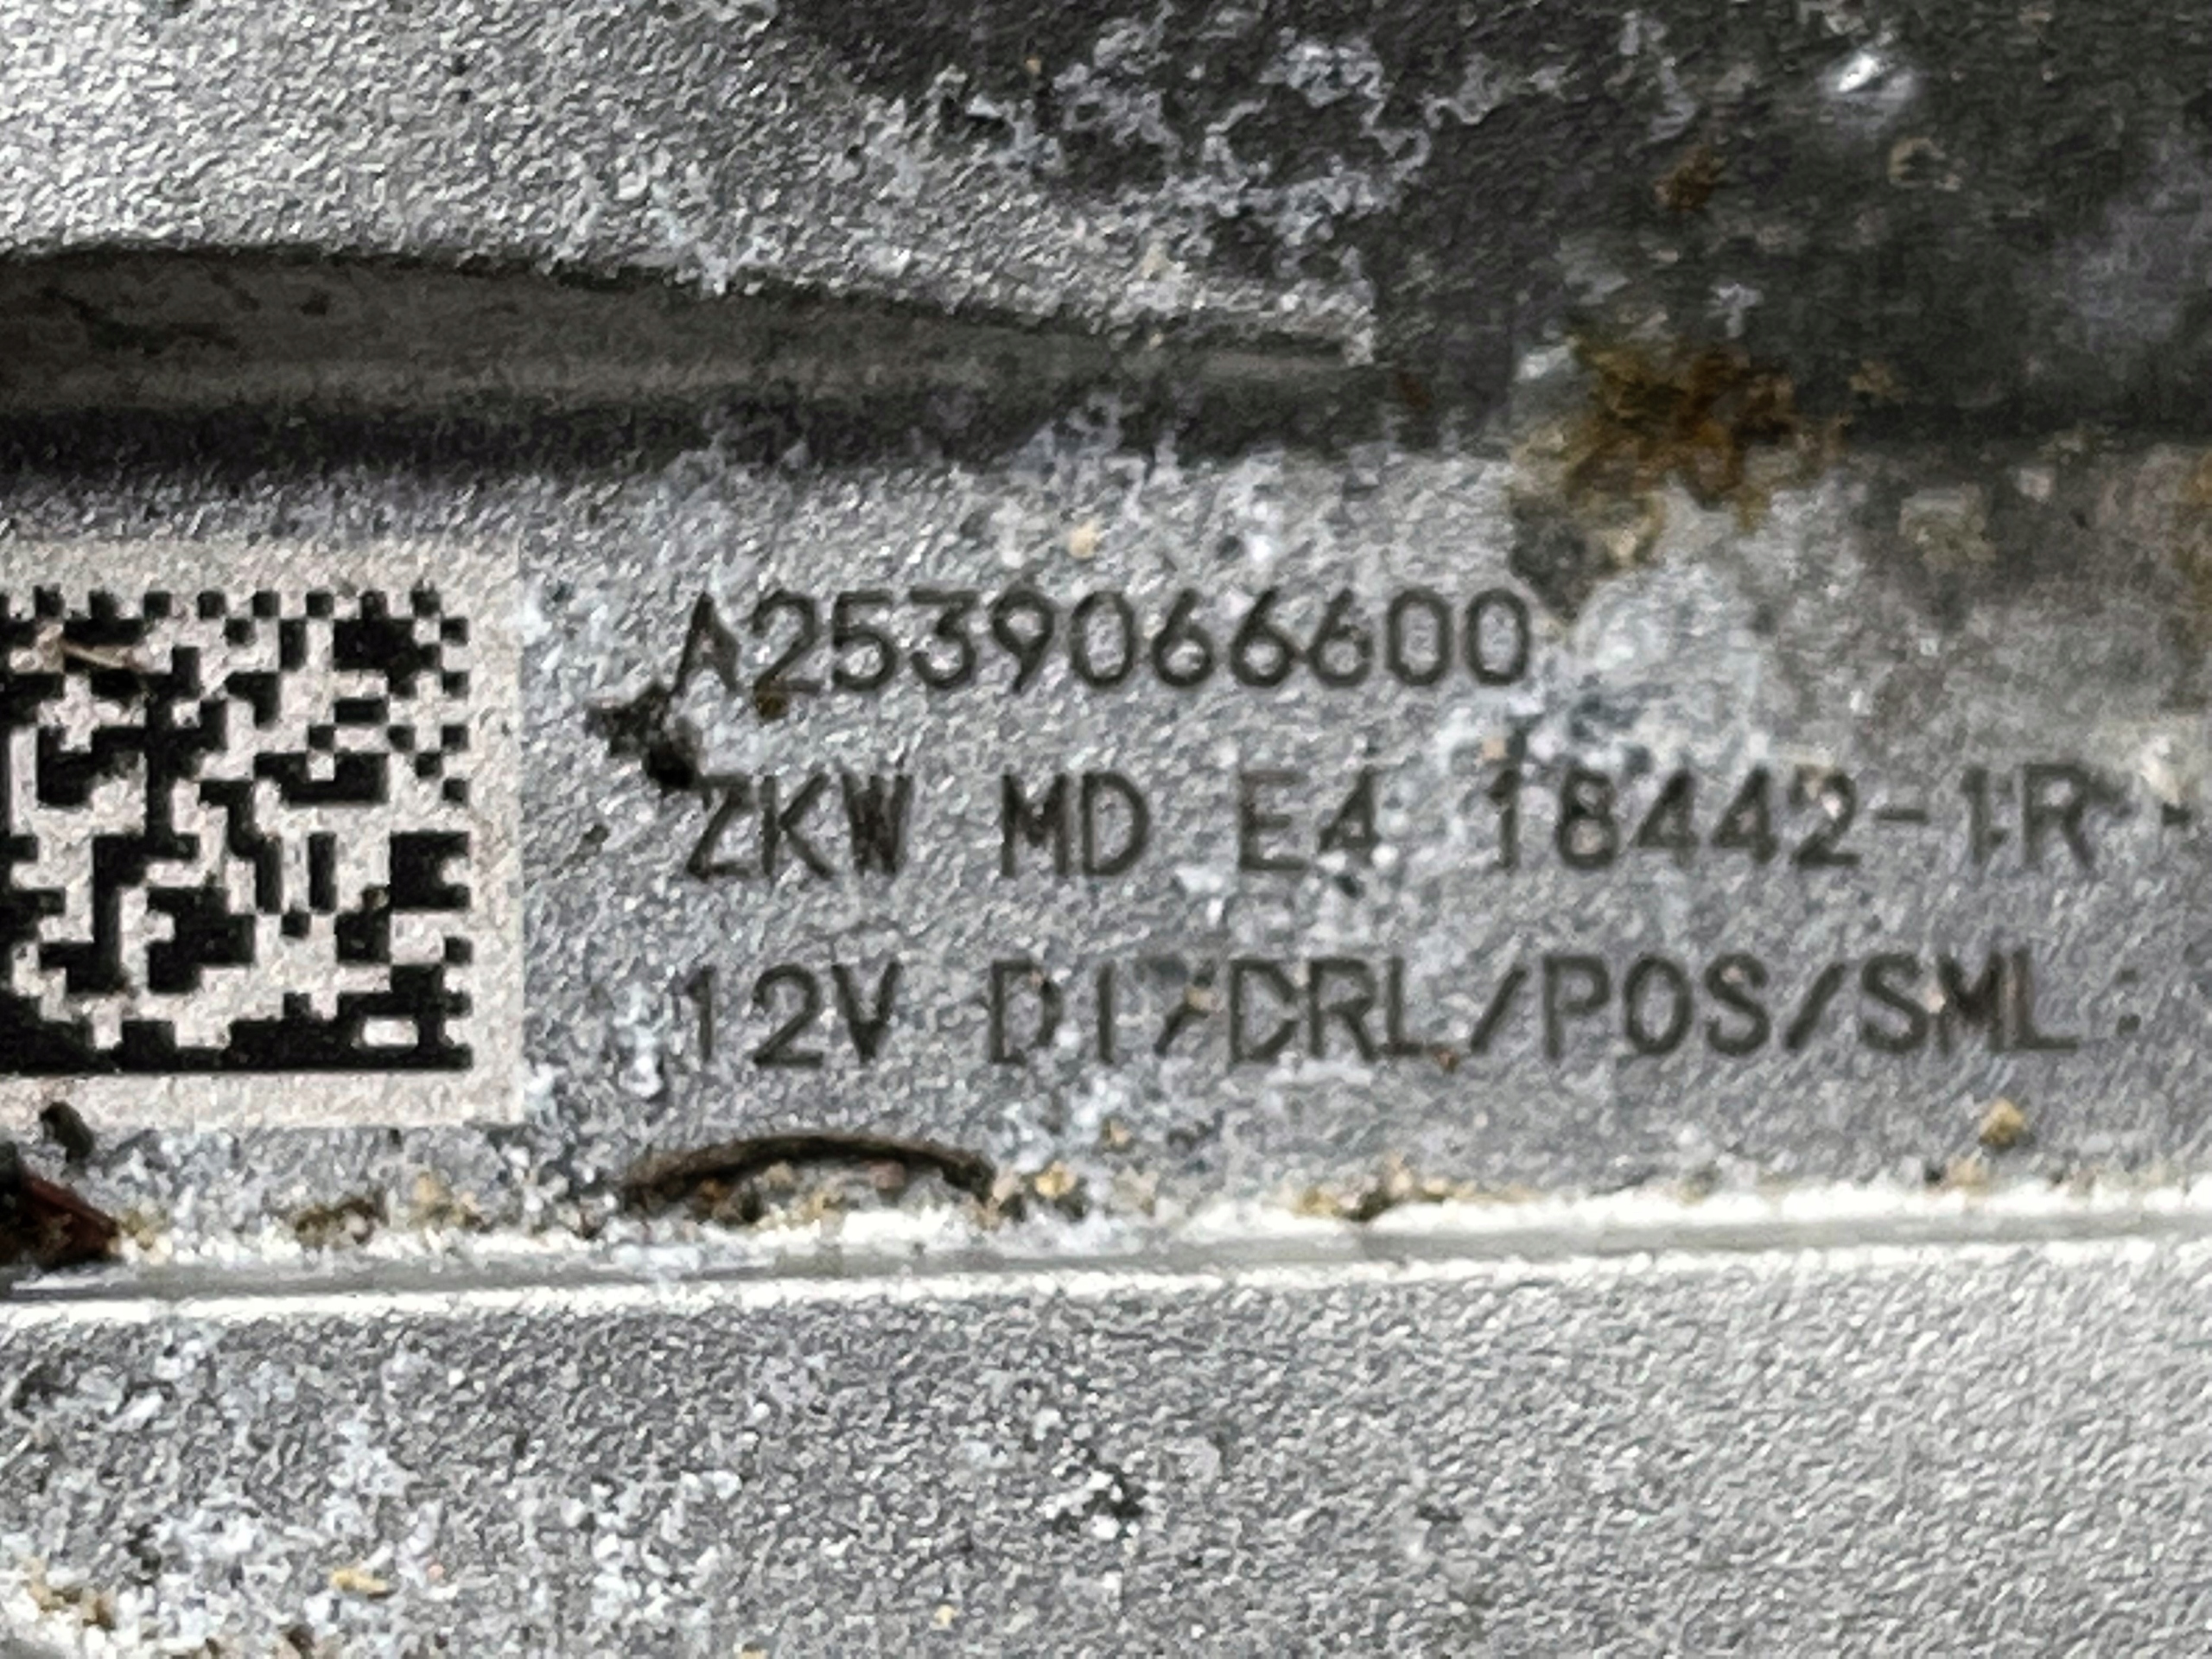 A2539066600
ZKW MD E4 18442-1R
12V DI/DRL/POS/SML